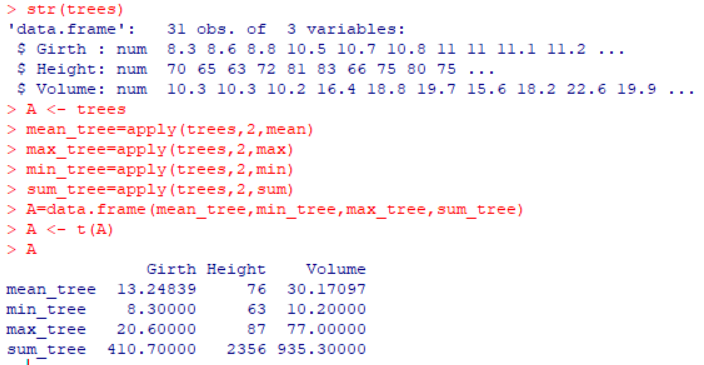 > str(trees)
'data.frame':   31 obs. of  3 variables:
 $ Girth : num  8.3 8.6 8.8 10.5 10.7 10.8 11 11 11.1 11.2 ...
 $ Height: num  70 65 63 72 81 83 66 75 80 75 ...
 $ Volume: num  10.3 10.3 10.2 16.4 18.8 19.7 15.6 18.2 22.6 19.9 ...
> A <- trees
> mean_tree=apply(trees,2,mean)
> max_tree=apply(trees,2,max)
> min_tree=apply(trees,2,min)
> sum_tree=apply(trees,2,sum)
> A=data.frame(mean_tree,min_tree,max_tree,sum_tree)
> A <- t(A)
> A
              Girth Height    Volume
mean_tree  13.24839     76  30.17097
min_tree    8.30000     63  10.20000
max_tree   20.60000     87  77.00000
sum_tree  410.70000   2356 935.30000